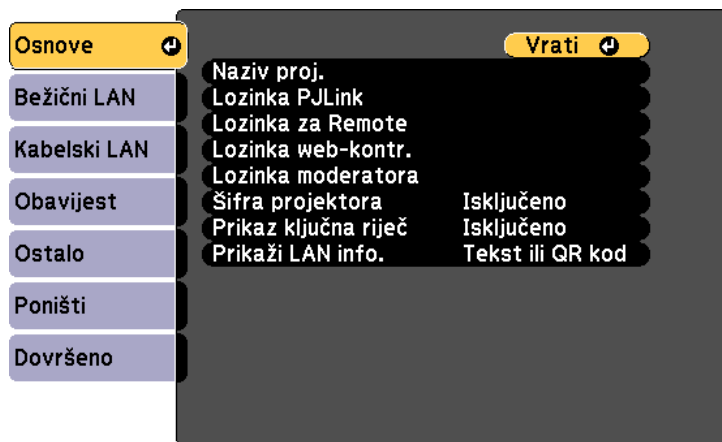 Osnove
Bežični LAN
Kabelski LAN
Obavijest
Ostalo
Poništi
Dovršeno
Vrati
Naziv proj.
Lozinka PJLink
Lozinka za Remote
Lozinka web-kontr.
Lozinka moderatora
Šifra projektora Isključeno
Prikaz ključna riječ Isključeno
Prikaži LAN info. Tekst ili QR kod